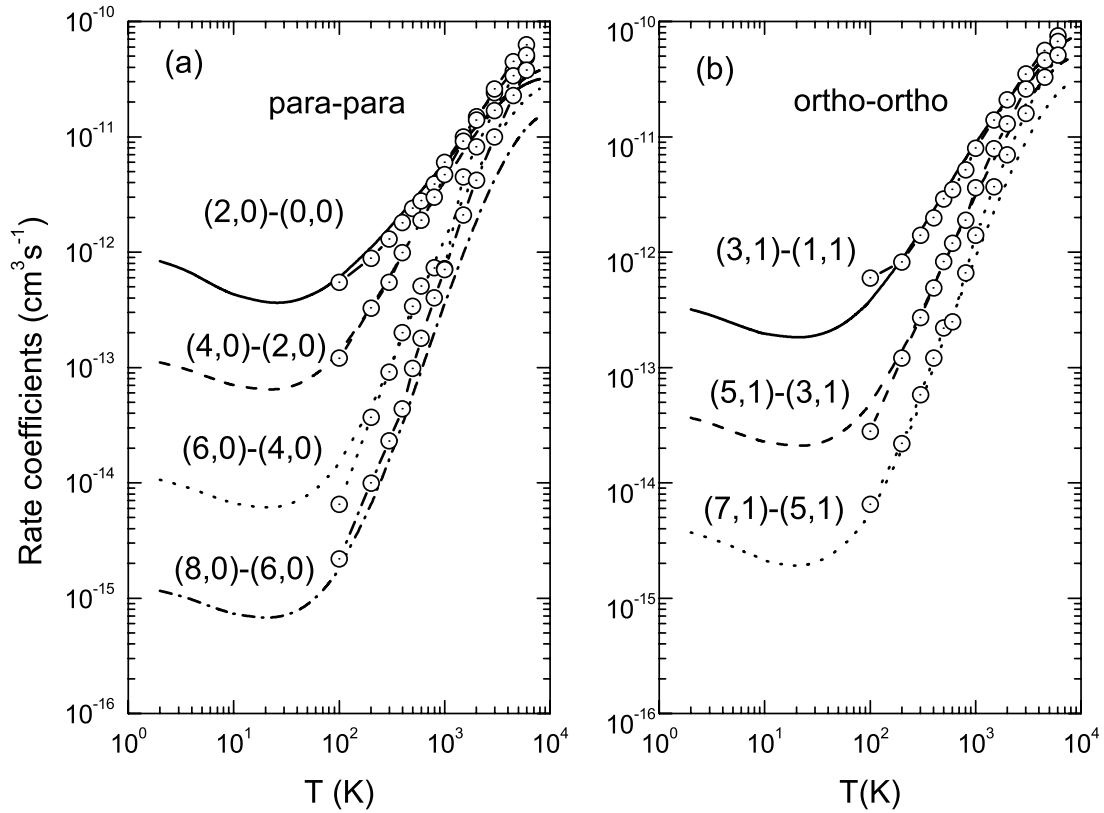 (a)
para-para
(2,0)-(0,0)
(4,0)-(2,0)
(6,0)-(4,0)
(8,0)-(6,0)
Rate coefficients (cm³s⁻¹)
10⁻¹⁰
10⁻¹¹
10⁻¹²
10⁻¹³
10⁻¹⁴
10⁻¹⁵
10⁻¹⁶
10⁰ 10¹ 10² 10³ 10⁴
T (K)
(b)
ortho-ortho
(3,1)-(1,1)
(5,1)-(3,1)
(7,1)-(5,1)
10⁻¹⁰
10⁻¹¹
10⁻¹²
10⁻¹³
10⁻¹⁴
10⁻¹⁵
10⁻¹⁶
10⁰ 10¹ 10² 10³ 10⁴
T(K)